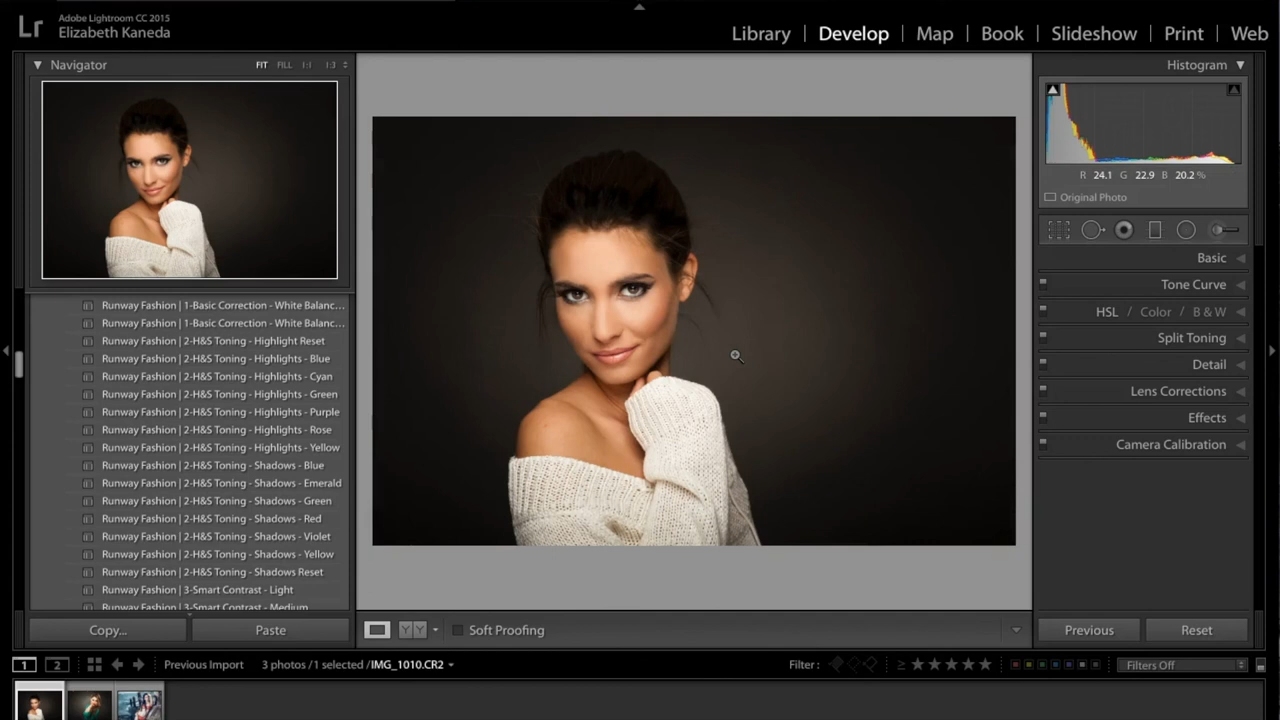 Lr
Adobe Lightroom CC 2015
Elizabeth Kaneda
Library | Develop | Map | Book | Slideshow | Print | Web
Navigator FIT FILL 1:1 1:3
Runway Fashion | 1-Basic Correction - White Balanc...
Runway Fashion | 1-Basic Correction - White Balanc...
Runway Fashion | 2-H&S Toning - Highlight Reset
Runway Fashion | 2-H&S Toning - Highlights - Blue
Runway Fashion | 2-H&S Toning - Highlights - Cyan
Runway Fashion | 2-H&S Toning - Highlights - Green
Runway Fashion | 2-H&S Toning - Highlights - Purple
Runway Fashion | 2-H&S Toning - Highlights - Rose
Runway Fashion | 2-H&S Toning - Highlights - Yellow
Runway Fashion | 2-H&S Toning - Shadows - Blue
Runway Fashion | 2-H&S Toning - Shadows - Emerald
Runway Fashion | 2-H&S Toning - Shadows - Green
Runway Fashion | 2-H&S Toning - Shadows - Red
Runway Fashion | 2-H&S Toning - Shadows - Violet
Runway Fashion | 2-H&S Toning - Shadows - Yellow
Runway Fashion | 2-H&S Toning - Shadows Reset
Runway Fashion | 3-Smart Contrast - Light
Runway Fashion | 3-Smart Contrast - Medium
Copy... Paste
YY Soft Proofing
Histogram
R 24.1 G 22.9 B 20.2 %
Original Photo
Basic
Tone Curve
HSL / Color / B & W
Split Toning
Detail
Lens Corrections
Effects
Camera Calibration
Previous Reset
1 2 Previous Import 3 photos / 1 selected / IMG_1010.CR2 Filter: ≥ Filters Off